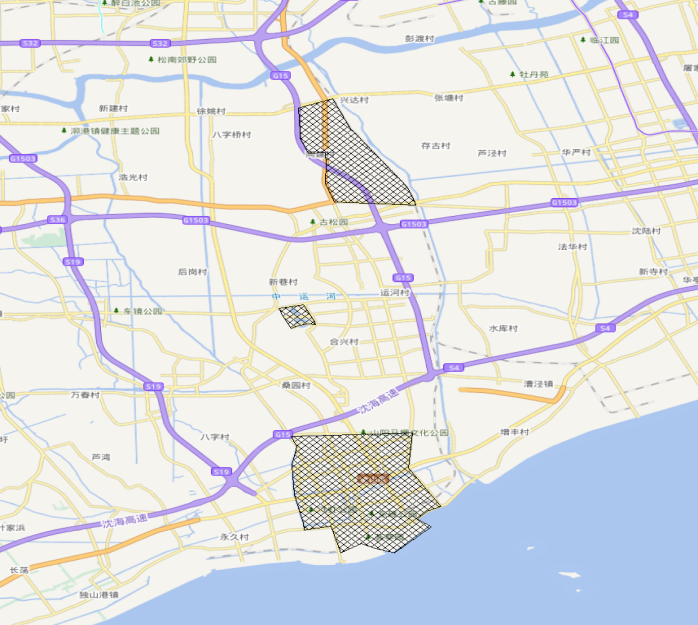 醉白池公园
古滕园
S4
S32
S32
彭渡村
临江园
松南郊野公园
G15
牡丹苑
兴达村
张塘村
家村
新建村
徐姚村
泖港镇健康主题公园
八字桥村
存古村
芦泾村
华严村
G1503
浩光村
G1503
S36
G1503
古松园
G1503
沈陆村
法华村
S19
后岗村
新巷村
G15
新寺村
中运河
运河村
车镜公园
水库村
S4
合兴村
S4
公园
万春村
S19
桑园村
漕泾镇
沈海高速
八字村
G15
增丰村
芦湾
S19
沈海高速
永久村
长荡
独山港镇